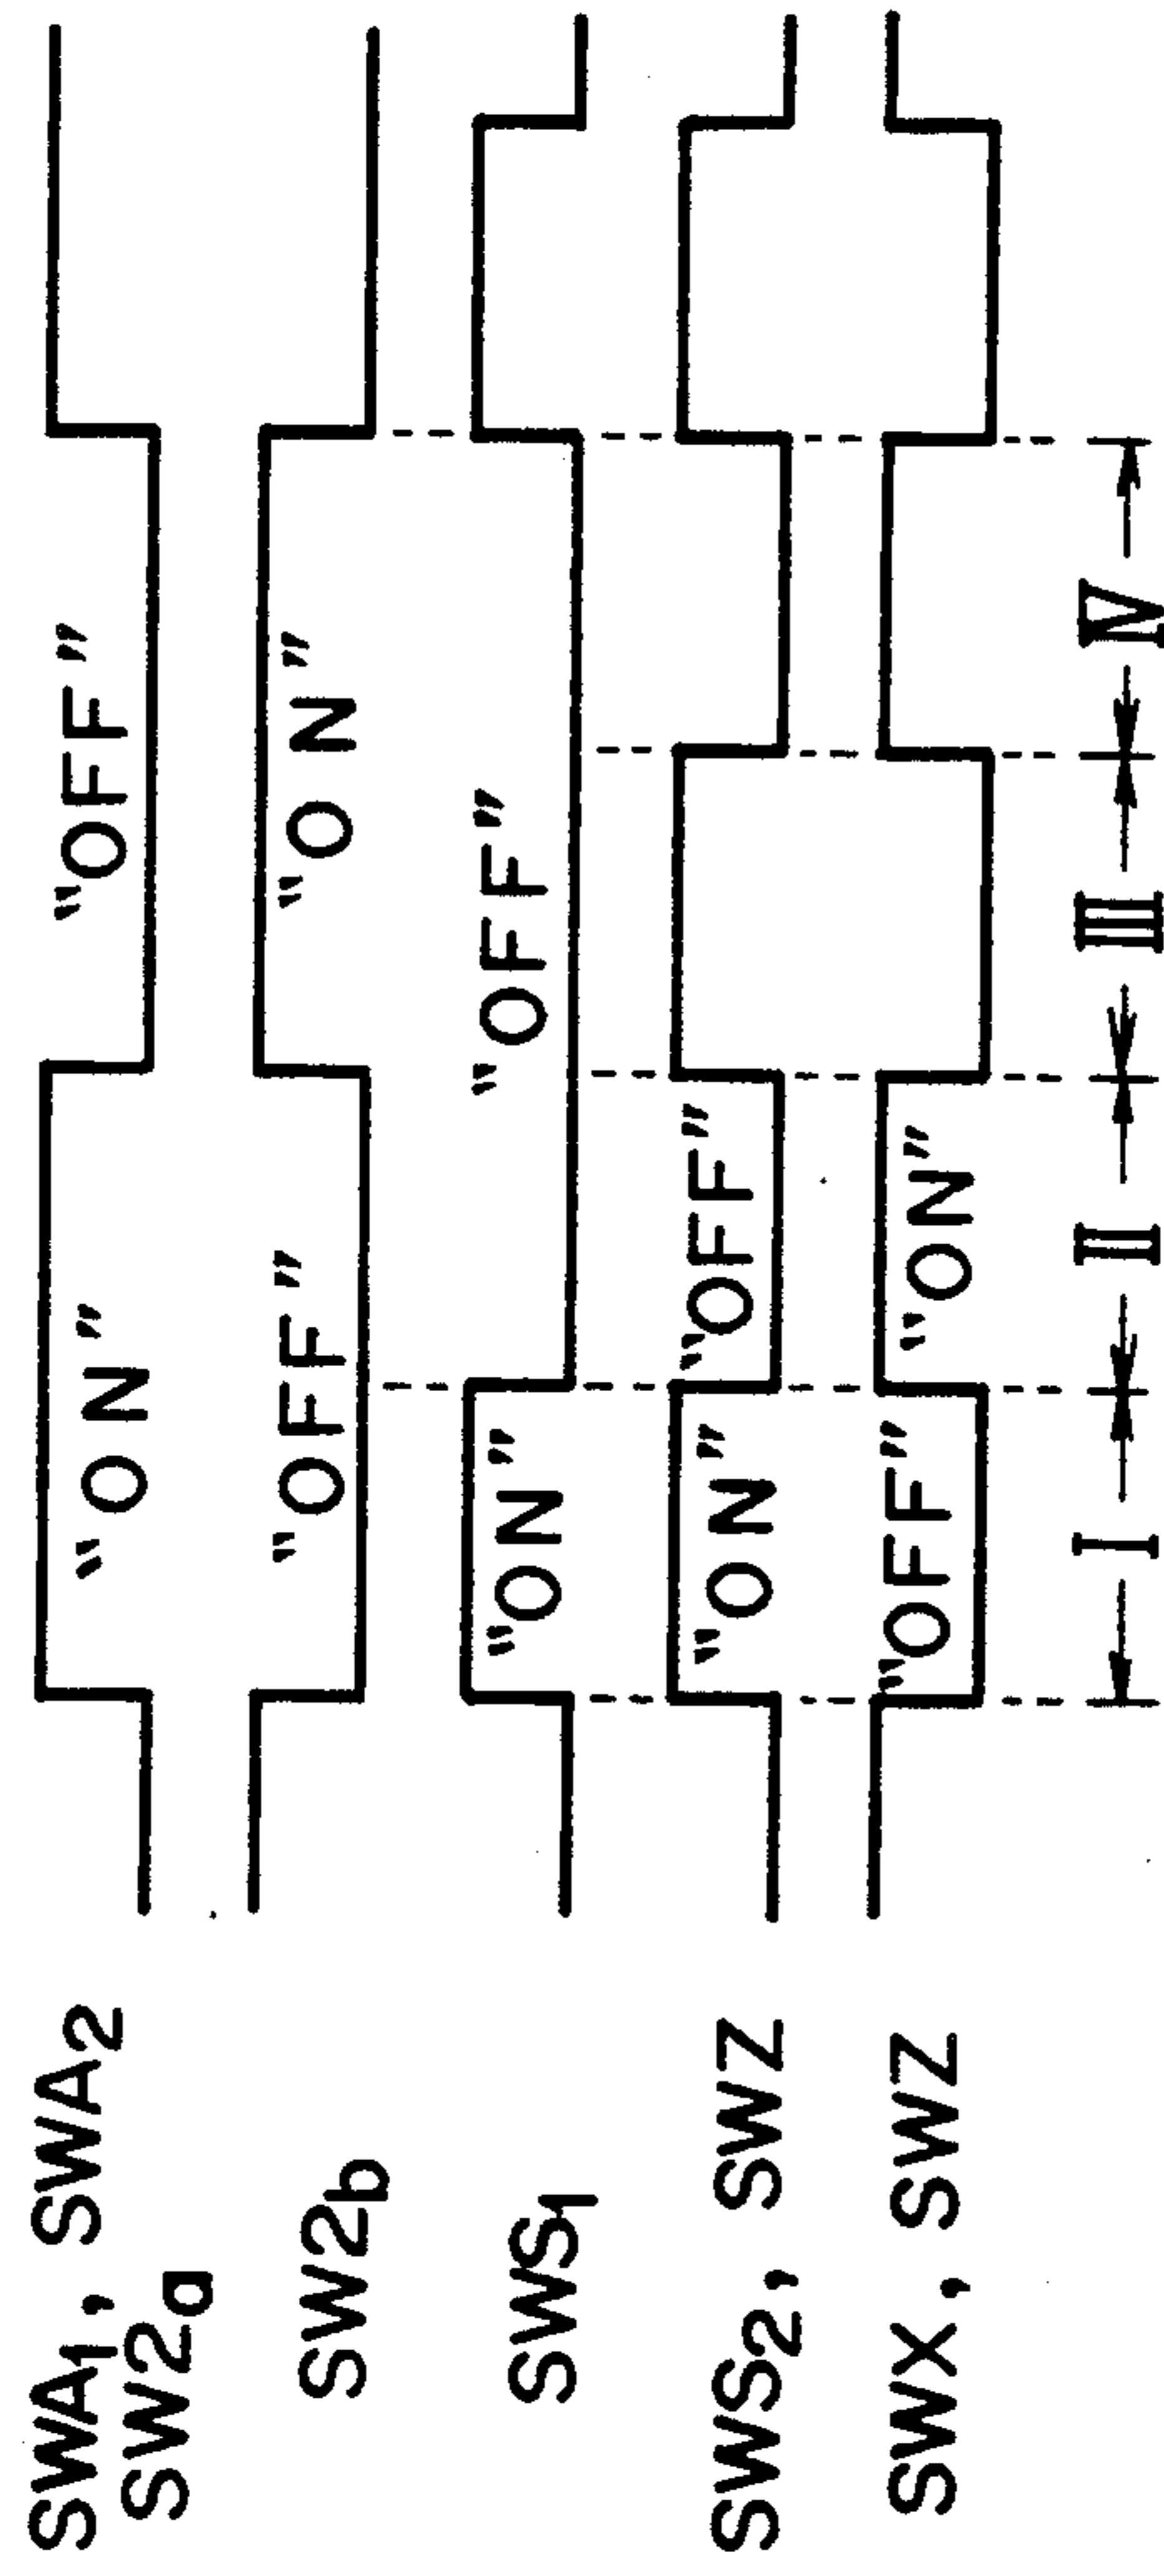 SWA1, SWA2 "ON" "OFF"
SW2a
SW2b "OFF" "ON"
SWS1 "ON" "OFF"
SWS2, SWZ "ON" "OFF"
SWX, SWZ "OFF" "ON"
I II III IV